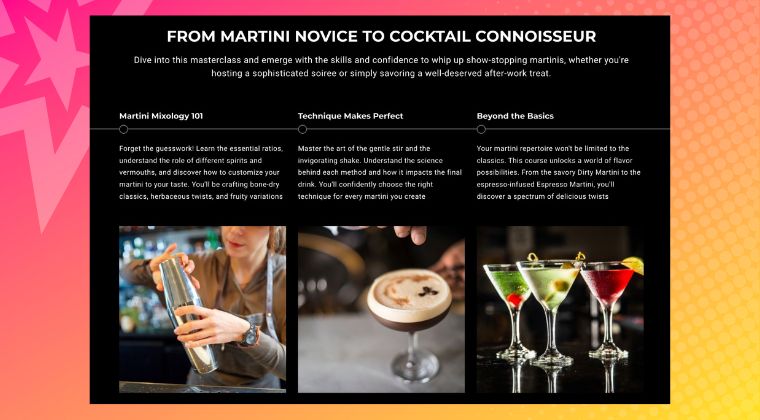 FROM MARTINI NOVICE TO COCKTAIL CONNOISSEUR
Dive into this masterclass and emerge with the skills and confidence to whip up show-stopping martinis, whether you're
hosting a sophisticated soiree or simply savoring a well-deserved after-work treat.
Martini Mixology 101
Forget the guesswork! Learn the essential ratios,
understand the role of different spirits and
vermouths, and discover how to customize your
martini to your taste. You'll be crafting bone-dry
classics, herbaceous twists, and fruity variations
Technique Makes Perfect
Master the art of the gentle stir and the
invigorating shake. Understand the science
behind each method and how it impacts the final
drink. You'll confidently choose the right
technique for every martini you create
Beyond the Basics
Your martini repertoire won't be limited to the
classics. This course unlocks a world of flavor
possibilities. From the savory Dirty Martini to the
espresso-infused Espresso Martini, you'll
discover a spectrum of delicious twists